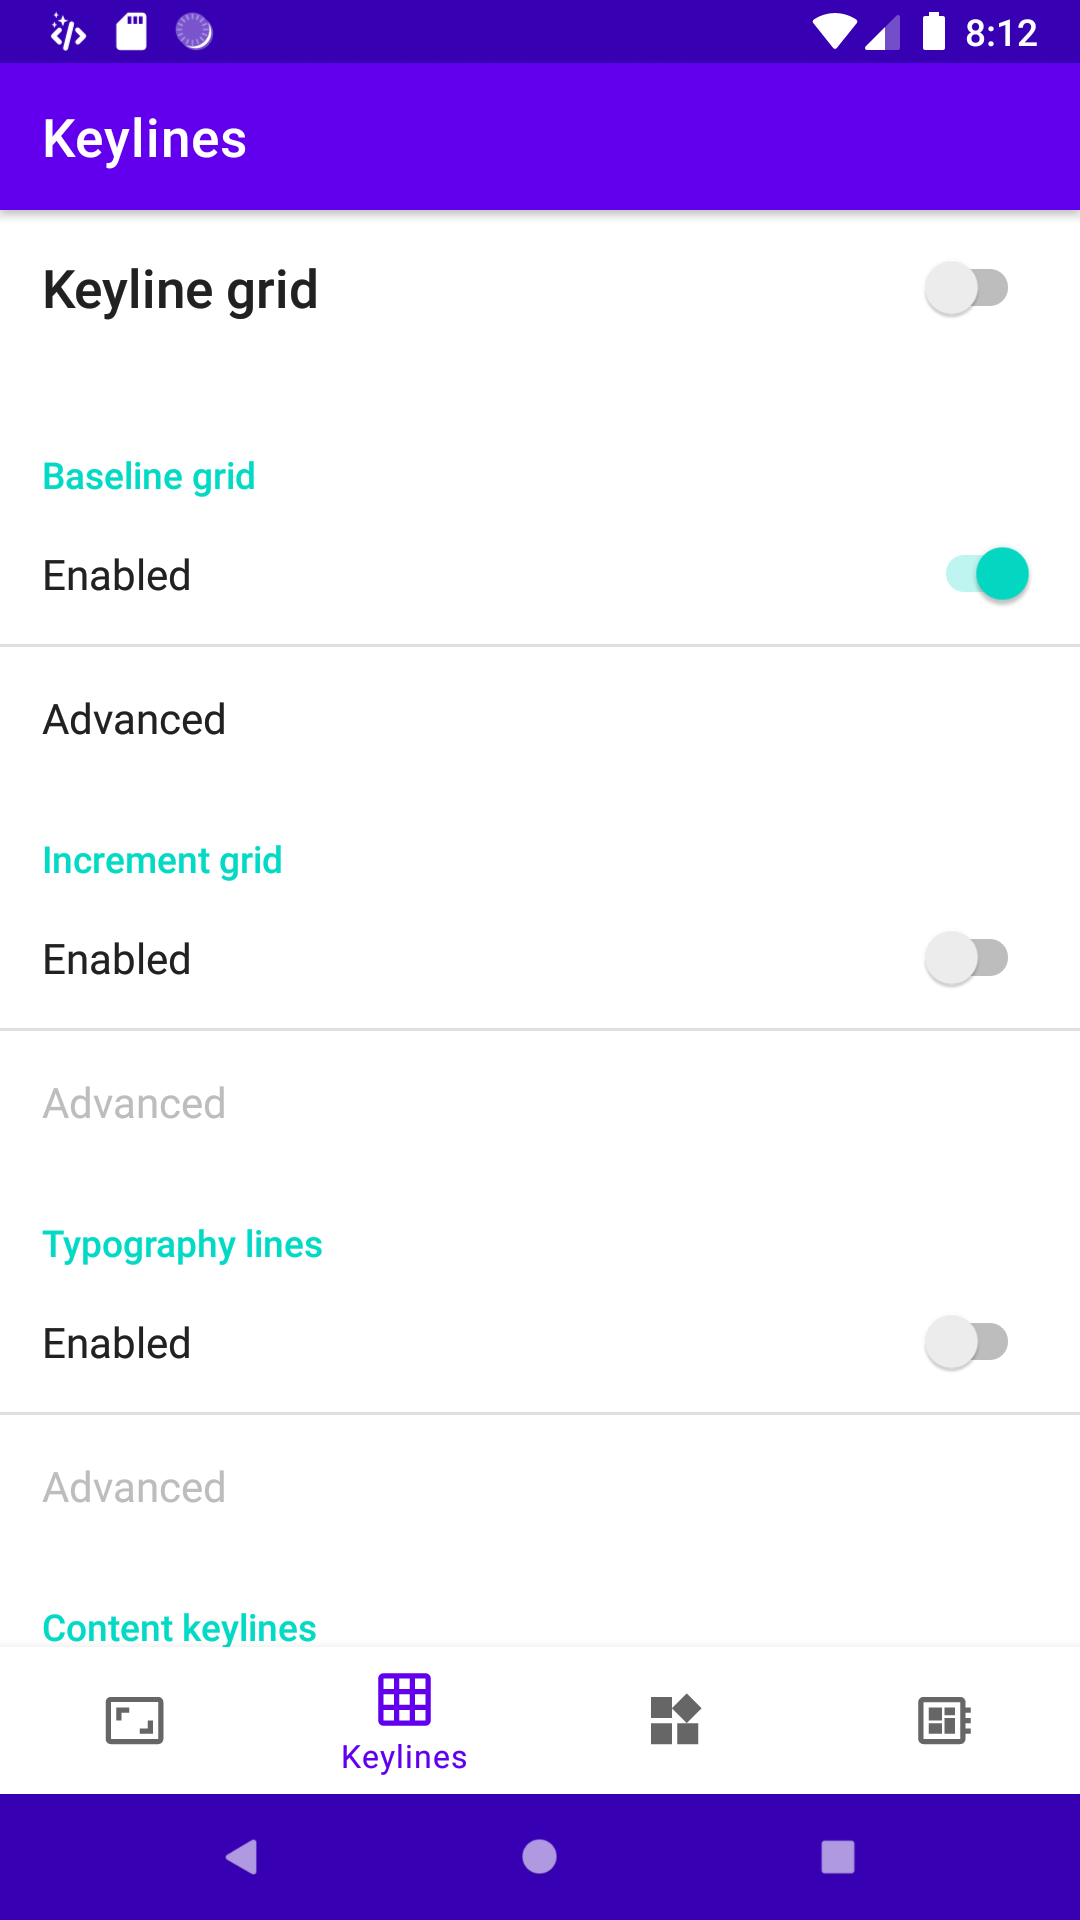 8:12
Keylines
Keyline grid
Baseline grid
Enabled
Advanced
Increment grid
Enabled
Advanced
Typography lines
Enabled
Advanced
Content keylines
Keylines